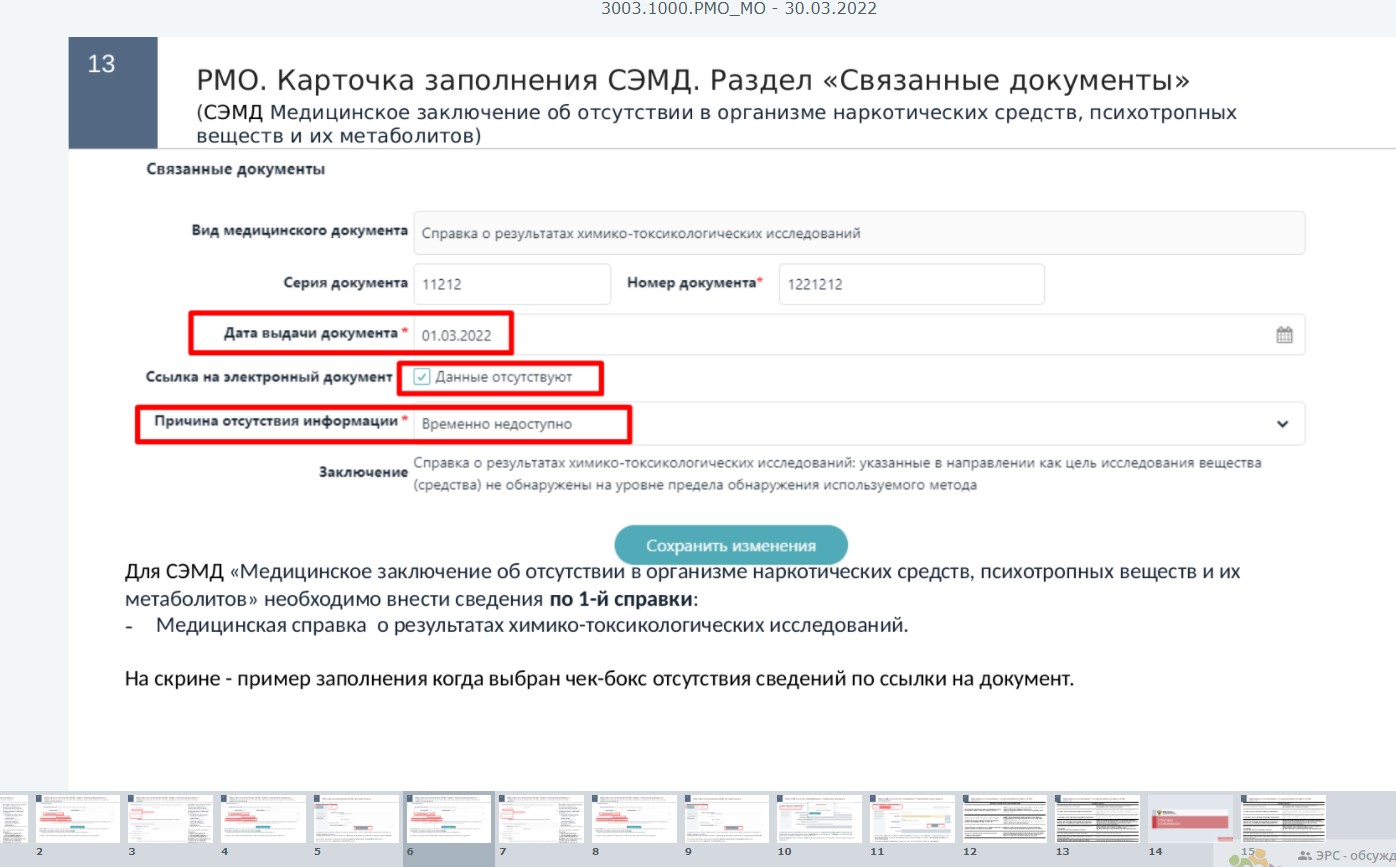 3003.1000.PMO_MO - 30.03.2022
13
РМО. Карточка заполнения СЭМД. Раздел «Связанные документы»
(СЭМД Медицинское заключение об отсутствии в организме наркотических средств, психотропных
веществ и их метаболитов)
Связанные документы
Вид медицинского документа Справка о результатах химико-токсикологических исследований
Серия документа 11212 Номер документа* 1221212
Дата выдачи документа * 01.03.2022
Ссылка на электронный документ Данные отсутствуют
Причина отсутствия информации * Временно недоступно
Заключение Справка о результатах химико-токсикологических исследований: указанные в направлении как цель исследования вещества
(средства) не обнаружены на уровне предела обнаружения используемого метода
Сохранить изменения
Для СЭМД «Медицинское заключение об отсутствии в организме наркотических средств, психотропных веществ и их
метаболитов» необходимо внести сведения по 1-й справки:
- Медицинская справка о результатах химико-токсикологических исследований.
На скрине - пример заполнения когда выбран чек-бокс отсутствия сведений по ссылки на документ.
2 3 4 5 6 7 8 9 10 11 12 13 14 15
ЭРС - обсужд